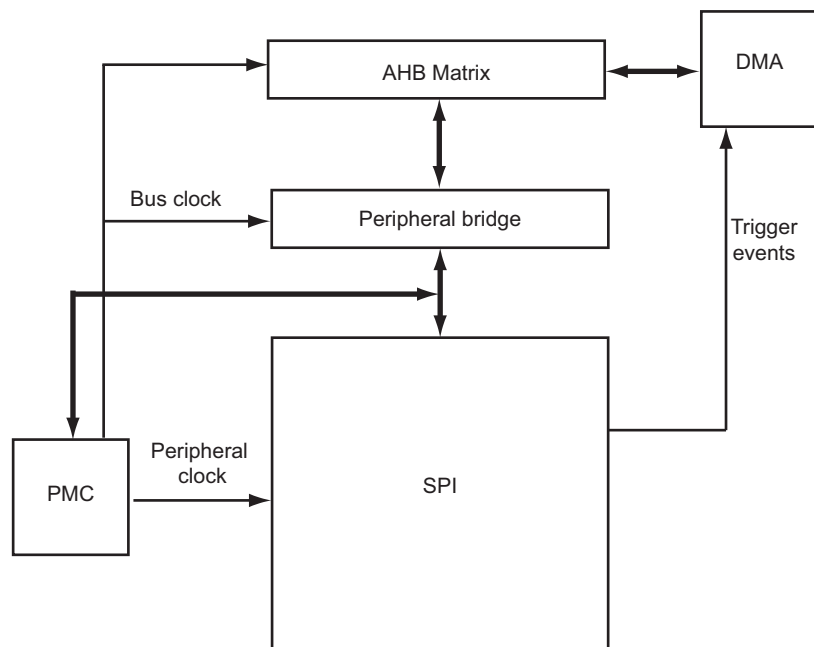 AHB Matrix
DMA
Bus clock
Peripheral bridge
Trigger
events
Peripheral
clock
PMC
SPI